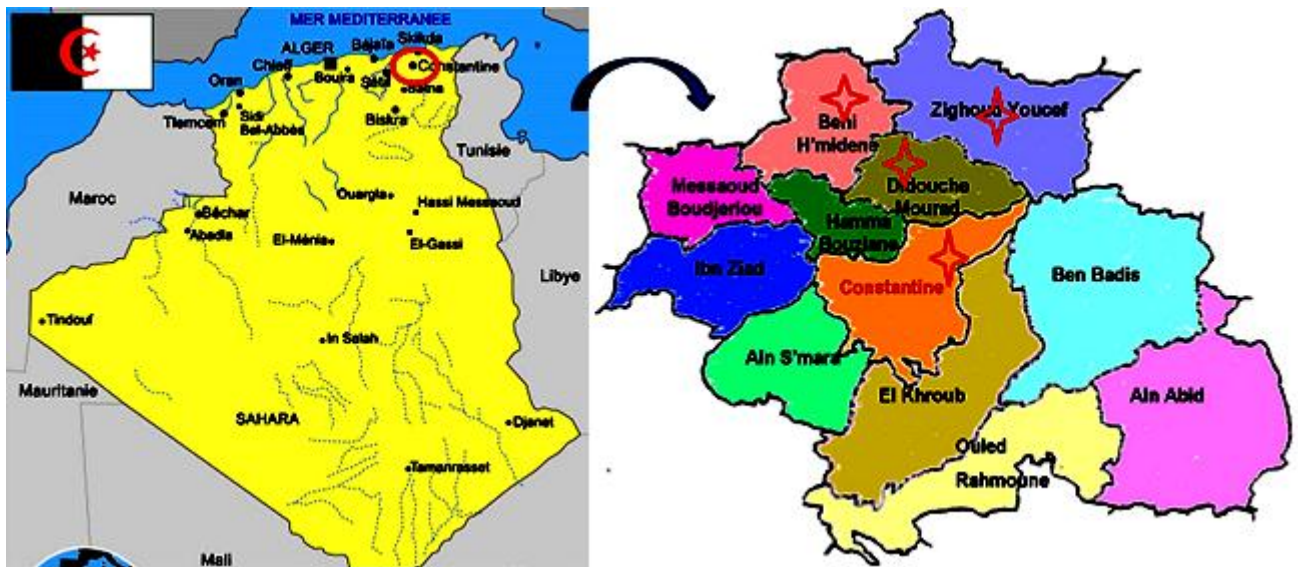 MER MEDITERRANEE
Skikda
Béjaïa
ALGER
Constantine
Chlef
Bouira
Sétif
Batna
Oran
Tlemcem
Sidi
Bel-Abbès
Biskra
Tunisie
Maroc
Ouargla
Hassi Messaoud
Béchar
Abadla
El-Ménia
El-Gassi
Libye
Tindouf
In Salah
Mauritanie
SAHARA
Djanet
Tamanrasset
Mali
Beni
H'midene
Zighoud Youcef
Messaoud
Boudjeriou
Didouche
Mourad
Hamma
Bouziane
Ibn Ziad
Constantine
Ben Badis
Ain S'mara
El Khroub
Ain Abid
Ouled
Rahmoune